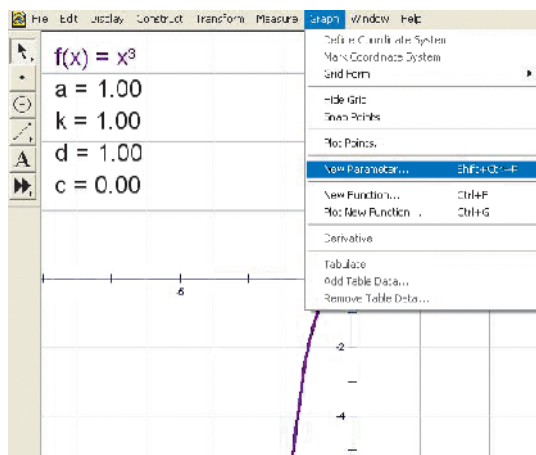 File Edit Display Construct Transform Measure Graph Window Help
f(x) = x³
a = 1.00
k = 1.00
d = 1.00
c = 0.00
Define Coordinate System
Mark Coordinate System
Grid Form
Hide Grid
Snap Points
Plot Points...
New Parameter... Shift+Ctrl+P
New Function... Ctrl+F
Plot New Function... Ctrl+G
Derivative
Tabulate
Add Table Data...
Remove Table Data...
A
-5
-2
-4